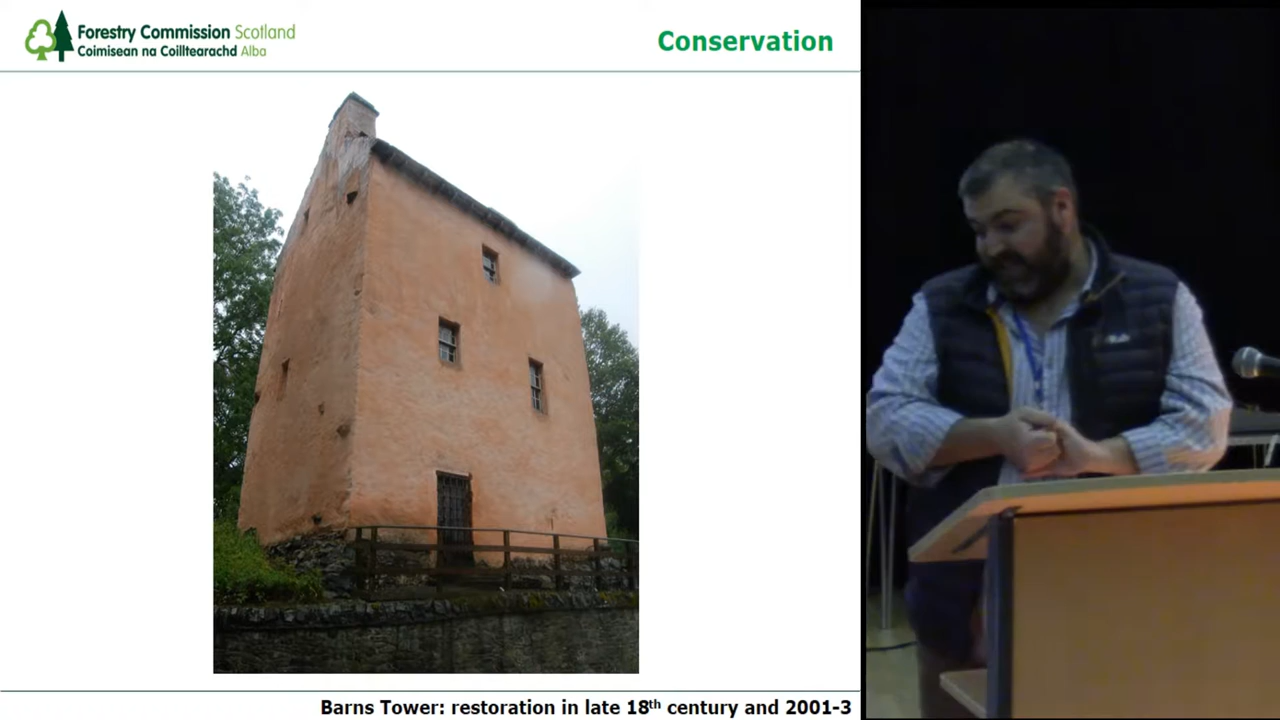 Forestry Commission Scotland
Coimisean na Coilltearachd Alba
Conservation
Barns Tower: restoration in late 18th century and 2001-3